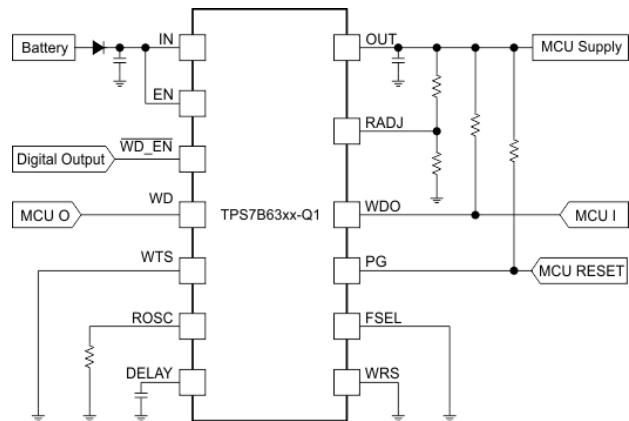 Battery
IN
OUT
MCU Supply
EN
RADJ
Digital Output
WD_EN
MCU O
WD
TPS7B63xx-Q1
WDO
MCU I
WTS
PG
MCU RESET
ROSC
FSEL
DELAY
WRS